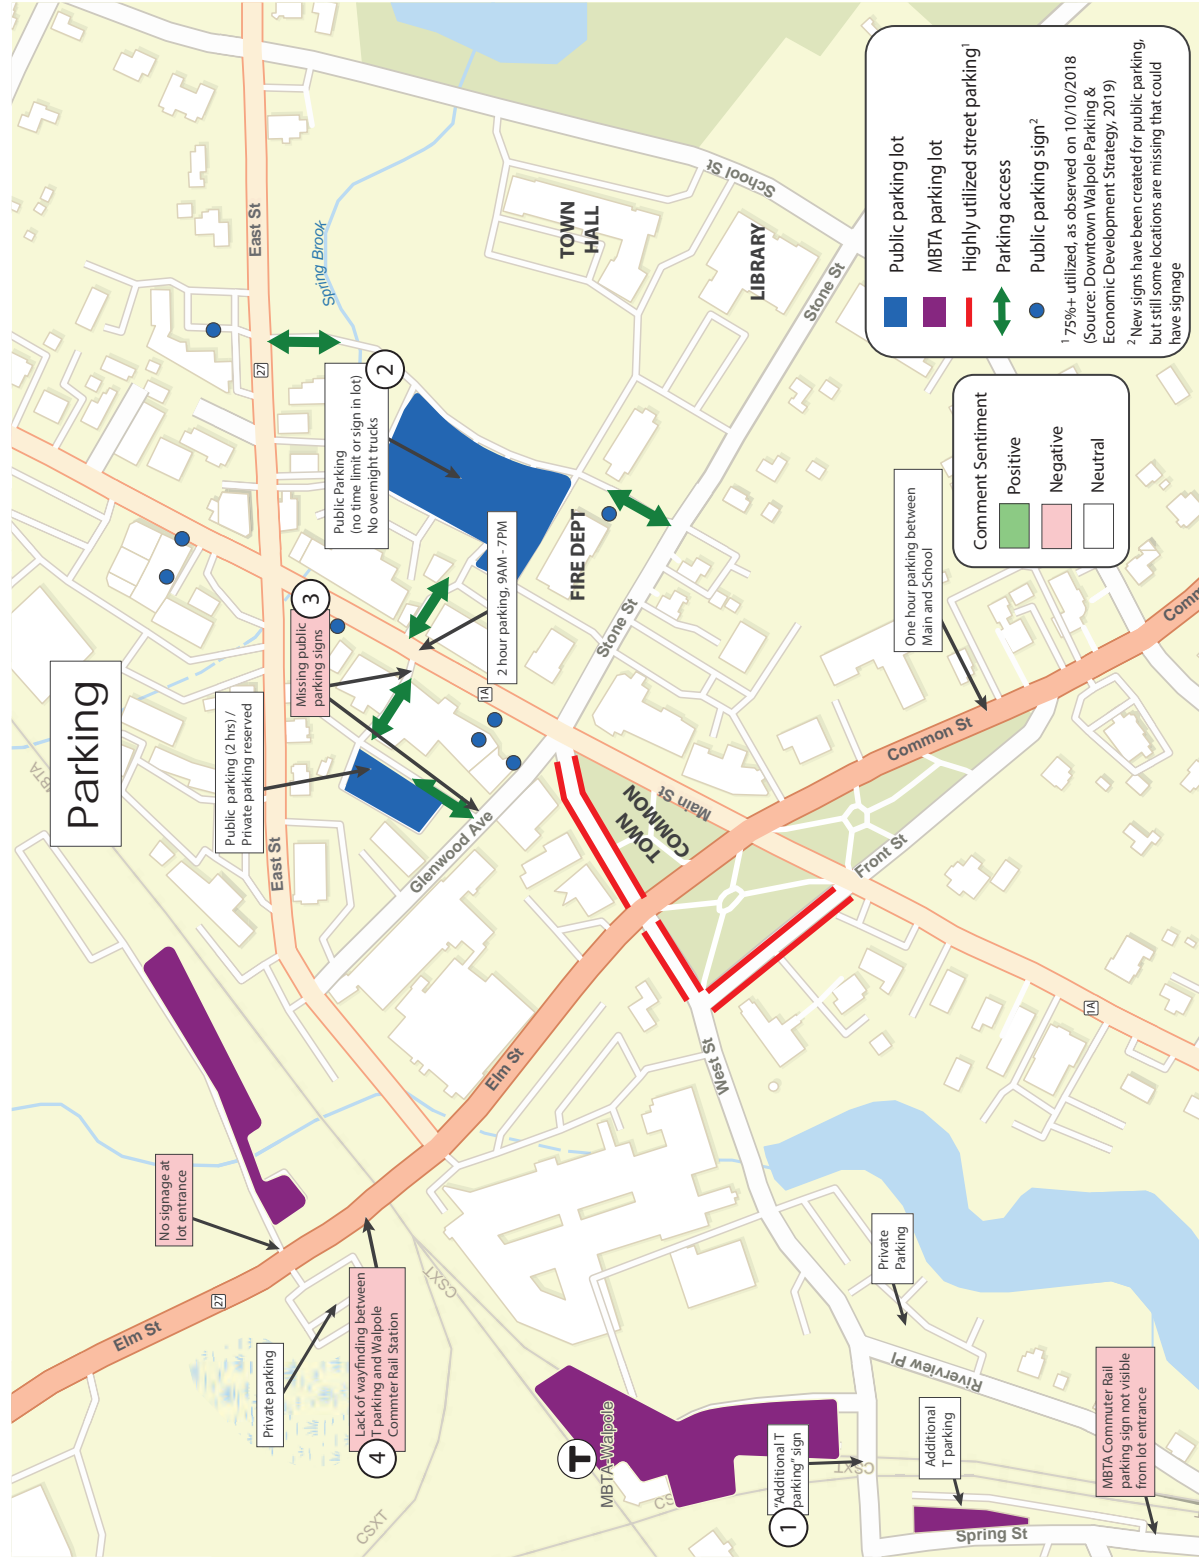 Parking
MBTA
East St
East St
27
Spring Brook
School St
TOWN
HALL
LIBRARY
Stone St
Stone St
FIRE DEPT
Public Parking
(no time limit or sign in lot)
No overnight trucks
2
3
Missing public
parking signs
2 hour parking, 9AM - 7PM
Public parking (2 hrs) /
Private parking reserved
1A
Glenwood Ave
Main St
TOWN
COMMON
Common St
Comm
Front St
One hour parking between
Main and School
1A
Elm St
Elm St
27
West St
No signage at
lot entrance
Private parking
4
Lack of wayfinding between
T parking and Walpole
Commter Rail Station
CSXT
CSXT
CSXT
CS
T
MBTA-Walpole
1
"Additional T
parking" sign
Additional
T parking
Private
Parking
Riverview Pl
Spring St
MBTA Commuter Rail
parking sign not visible
from lot entrance
Comment Sentiment
Positive
Negative
Neutral
Public parking lot
MBTA parking lot
Highly utilized street parking¹
Parking access
Public parking sign²
¹ 75%+ utilized, as observed on 10/10/2018
(Source: Downtown Walpole Parking &
Economic Development Strategy, 2019)
² New signs have been created for public parking,
but still some locations are missing that could
have signage